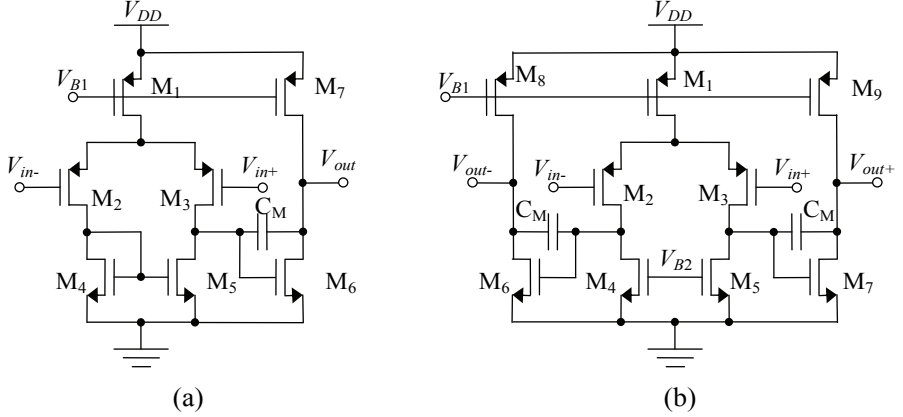 V_DD
V_B1
M_1
M_7
V_in-
V_in+
V_out
M_2
M_3
C_M
M_4
M_5
M_6
(a)
V_DD
V_B1
M_8
M_1
M_9
V_out-
V_in-
V_in+
V_out+
M_2
M_3
C_M
C_M
V_B2
M_6
M_4
M_5
M_7
(b)